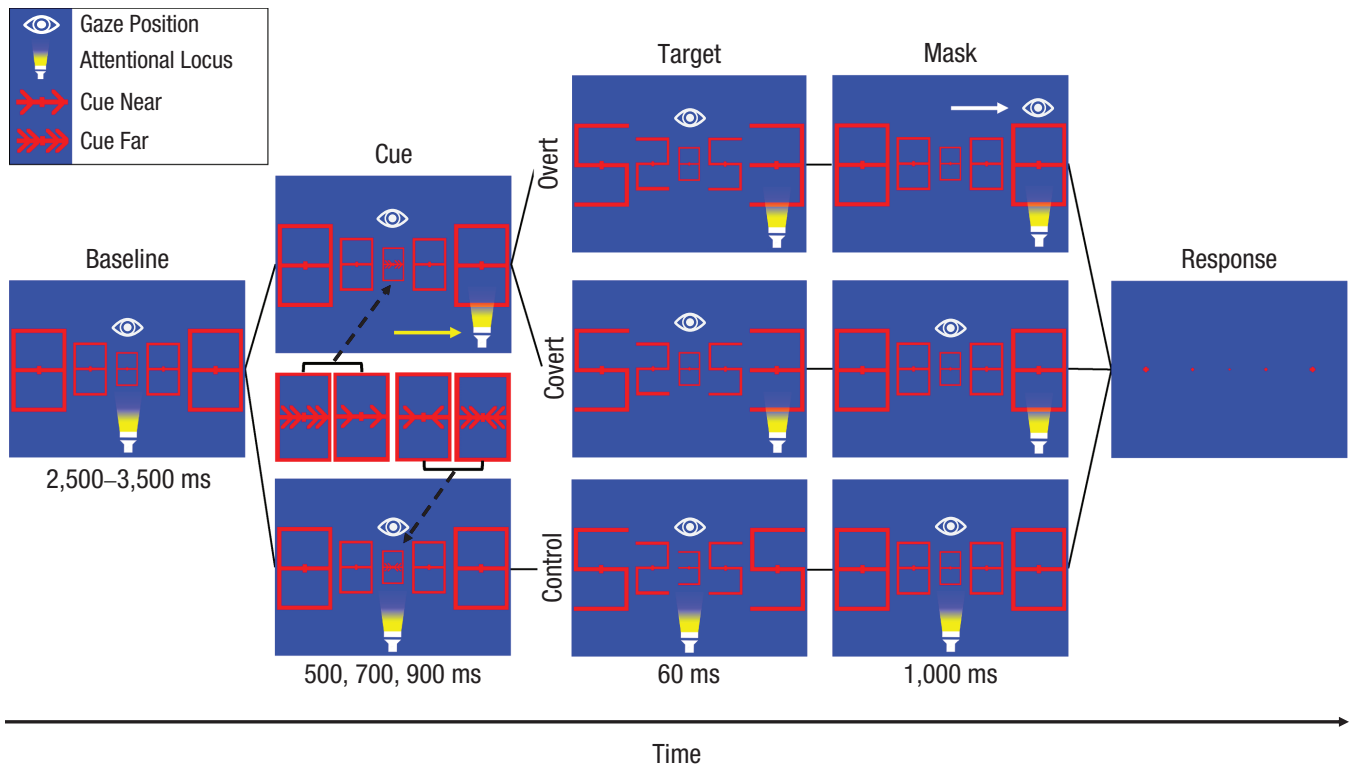 Gaze Position
Attentional Locus
Cue Near
Cue Far
Baseline
2,500–3,500 ms
Cue
500, 700, 900 ms
Overt
Covert
Control
Target
60 ms
Mask
1,000 ms
Response
Time